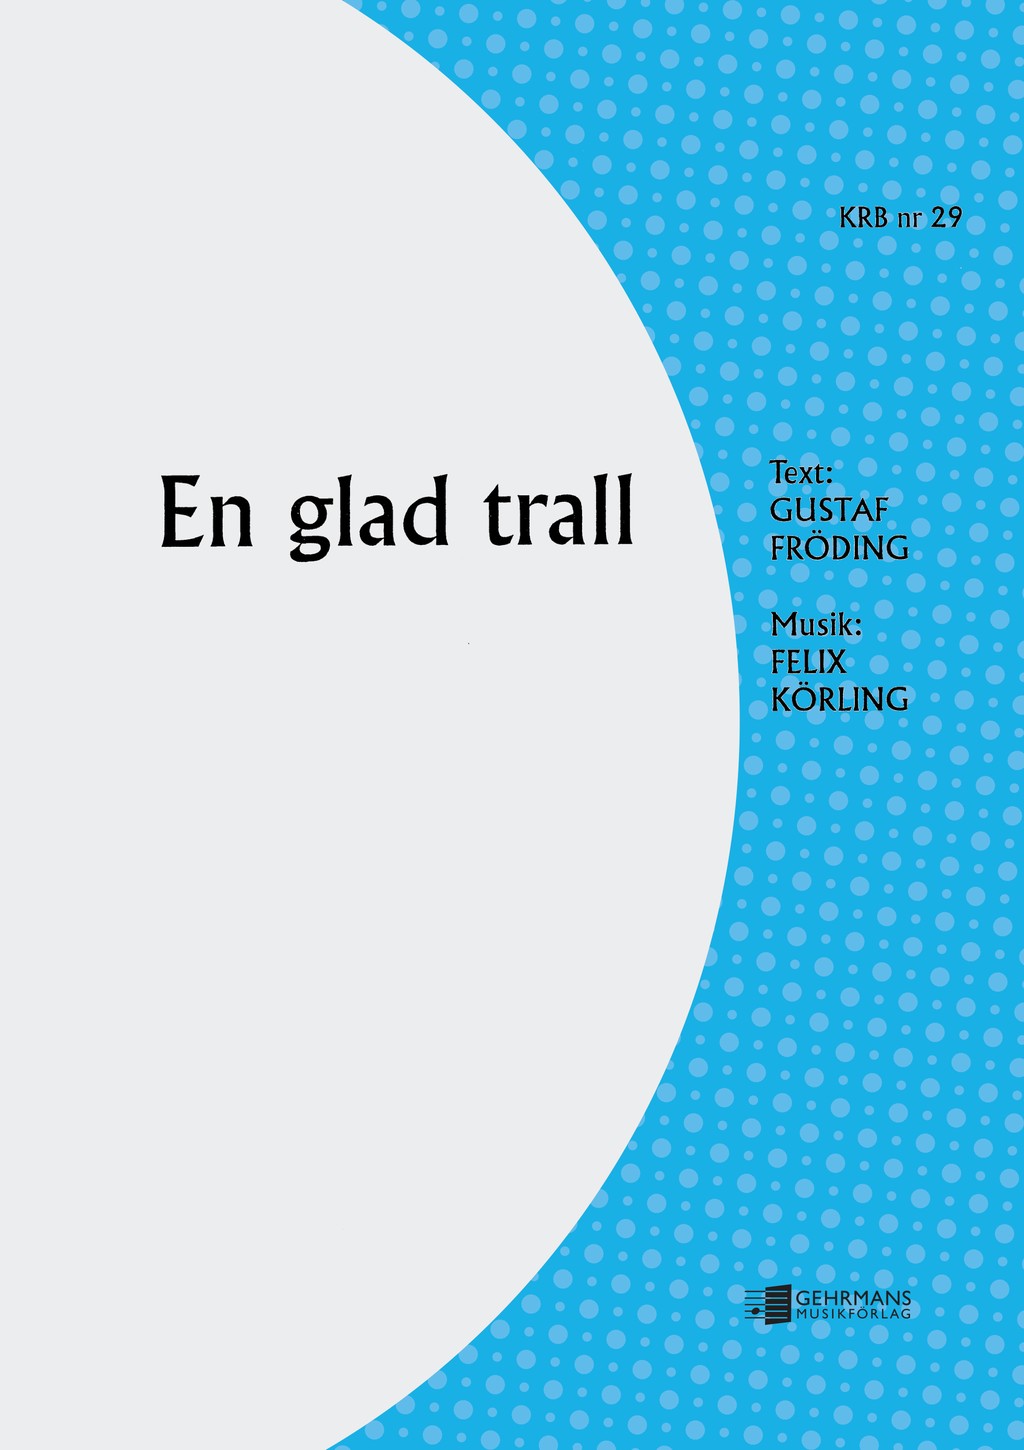 KRB nr 29
En glad trall
Text:
GUSTAF
FRÖDING
Musik:
FELIX
KÖRLING
GEHRMANS
MUSIKFÖRLAG